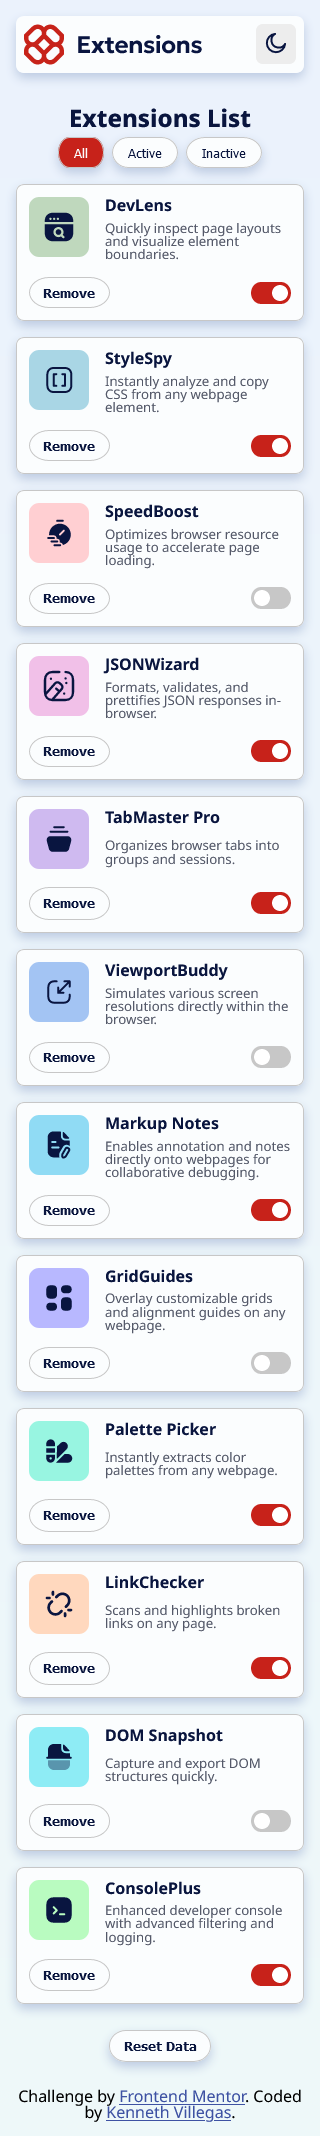 Extensions
Extensions List
All
Active
Inactive
DevLens
Quickly inspect page layouts
and visualize element
boundaries.
Remove
StyleSpy
Instantly analyze and copy
CSS from any webpage
element.
Remove
SpeedBoost
Optimizes browser resource
usage to accelerate page
loading.
Remove
JSONWizard
Formats, validates, and
prettifies JSON responses in-
browser.
Remove
TabMaster Pro
Organizes browser tabs into
groups and sessions.
Remove
ViewportBuddy
Simulates various screen
resolutions directly within the
browser.
Remove
Markup Notes
Enables annotation and notes
directly onto webpages for
collaborative debugging.
Remove
GridGuides
Overlay customizable grids
and alignment guides on any
webpage.
Remove
Palette Picker
Instantly extracts color
palettes from any webpage.
Remove
LinkChecker
Scans and highlights broken
links on any page.
Remove
DOM Snapshot
Capture and export DOM
structures quickly.
Remove
ConsolePlus
Enhanced developer console
with advanced filtering and
logging.
Remove
Reset Data
Challenge by Frontend Mentor. Coded
by Kenneth Villegas.